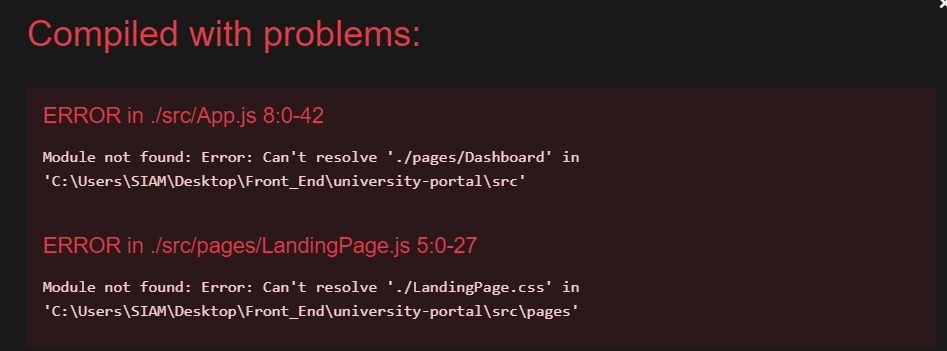 Compiled with problems:
ERROR in ./src/App.js 8:0-42
Module not found: Error: Can't resolve './pages/Dashboard' in
'C:\Users\SIAM\Desktop\Front_End\university-portal\src'
ERROR in ./src/pages/LandingPage.js 5:0-27
Module not found: Error: Can't resolve './LandingPage.css' in
'C:\Users\SIAM\Desktop\Front_End\university-portal\src\pages'